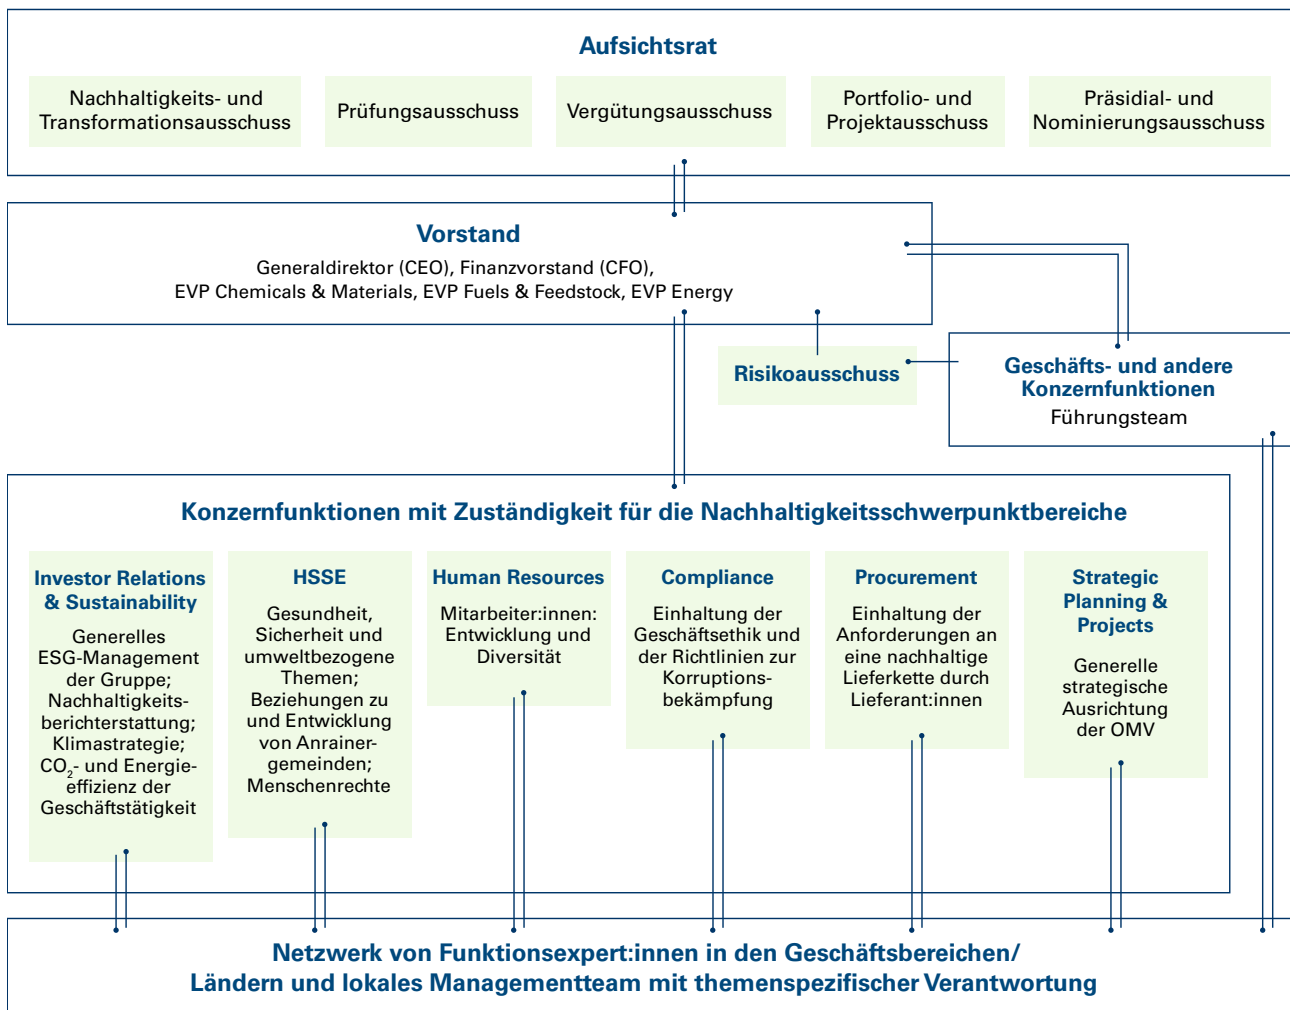 Aufsichtsrat
Nachhaltigkeits- und
Transformationsausschuss
Prüfungsausschuss
Vergütungsausschuss
Portfolio- und
Projektausschuss
Präsidial- und
Nominierungsausschuss
Vorstand
Generaldirektor (CEO), Finanzvorstand (CFO),
EVP Chemicals & Materials, EVP Fuels & Feedstock, EVP Energy
Risikoausschuss
Geschäfts- und andere
Konzernfunktionen
Führungsteam
Konzernfunktionen mit Zuständigkeit für die Nachhaltigkeitsschwerpunktbereiche
Investor Relations
& Sustainability
Generelles
ESG-Management
der Gruppe;
Nachhaltigkeits-
berichterstattung;
Klimastrategie;
CO₂- und Energie-
effizienz der
Geschäftstätigkeit
HSSE
Gesundheit,
Sicherheit und
umweltbezogene
Themen;
Beziehungen zu
und Entwicklung
von Anrainer-
gemeinden;
Menschenrechte
Human Resources
Mitarbeiter:innen:
Entwicklung und
Diversität
Compliance
Einhaltung der
Geschäftsethik und
der Richtlinien zur
Korruptions-
bekämpfung
Procurement
Einhaltung der
Anforderungen an
eine nachhaltige
Lieferkette durch
Lieferant:innen
Strategic
Planning &
Projects
Generelle
strategische
Ausrichtung
der OMV
Netzwerk von Funktionsexpert:innen in den Geschäftsbereichen/
Ländern und lokales Managementteam mit themenspezifischer Verantwortung